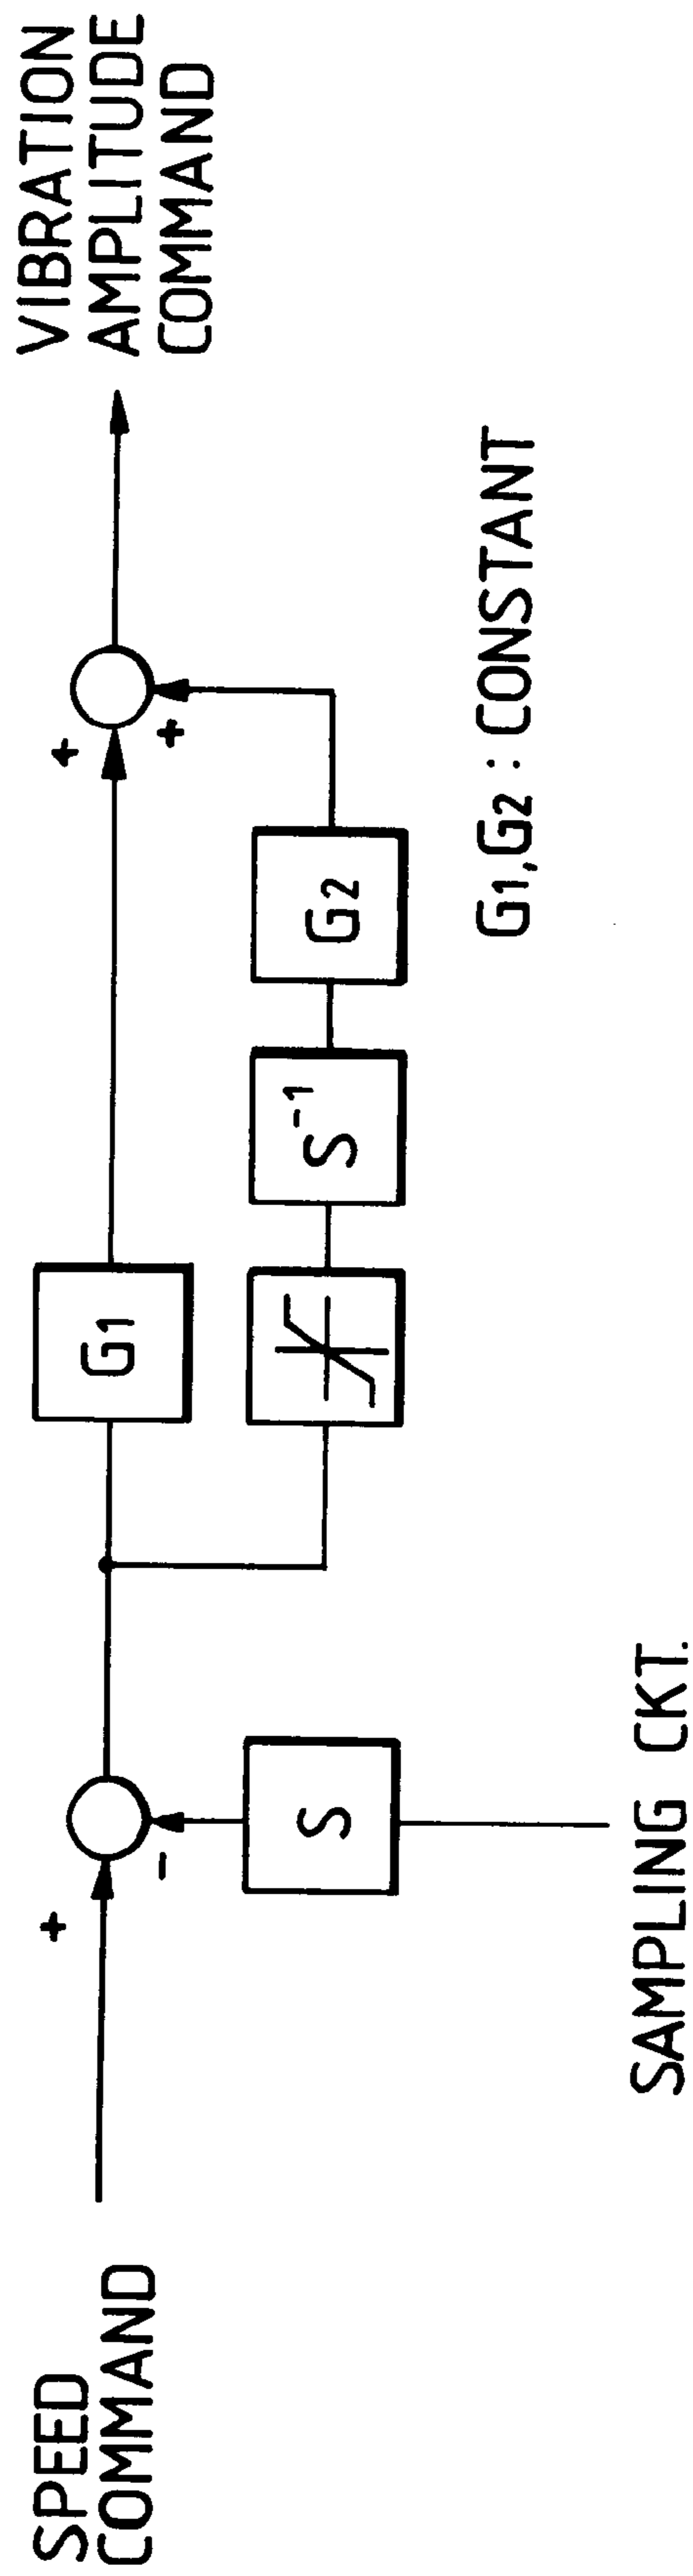 SPEED
COMMAND
+
-
S
SAMPLING CKT.
G1
S⁻¹
G2
+
+
VIBRATION
AMPLITUDE
COMMAND
G1, G2 : CONSTANT